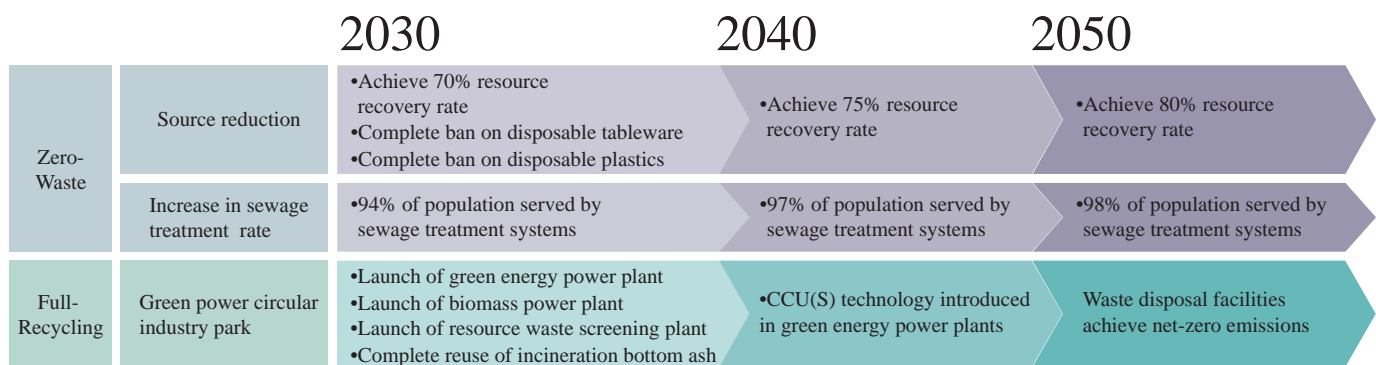 2030
2040
2050
Zero-
Waste
Source reduction
•Achieve 70% resource
recovery rate
•Complete ban on disposable tableware
•Complete ban on disposable plastics
•Achieve 75% resource
recovery rate
•Achieve 80% resource
recovery rate
Increase in sewage
treatment rate
•94% of population served by
sewage treatment systems
•97% of population served by
sewage treatment systems
•98% of population served by
sewage treatment systems
Full-
Recycling
Green power circular
industry park
•Launch of green energy power plant
•Launch of biomass power plant
•Launch of resource waste screening plant
•Complete reuse of incineration bottom ash
•CCU(S) technology introduced
in green energy power plants
Waste disposal facilities
achieve net-zero emissions